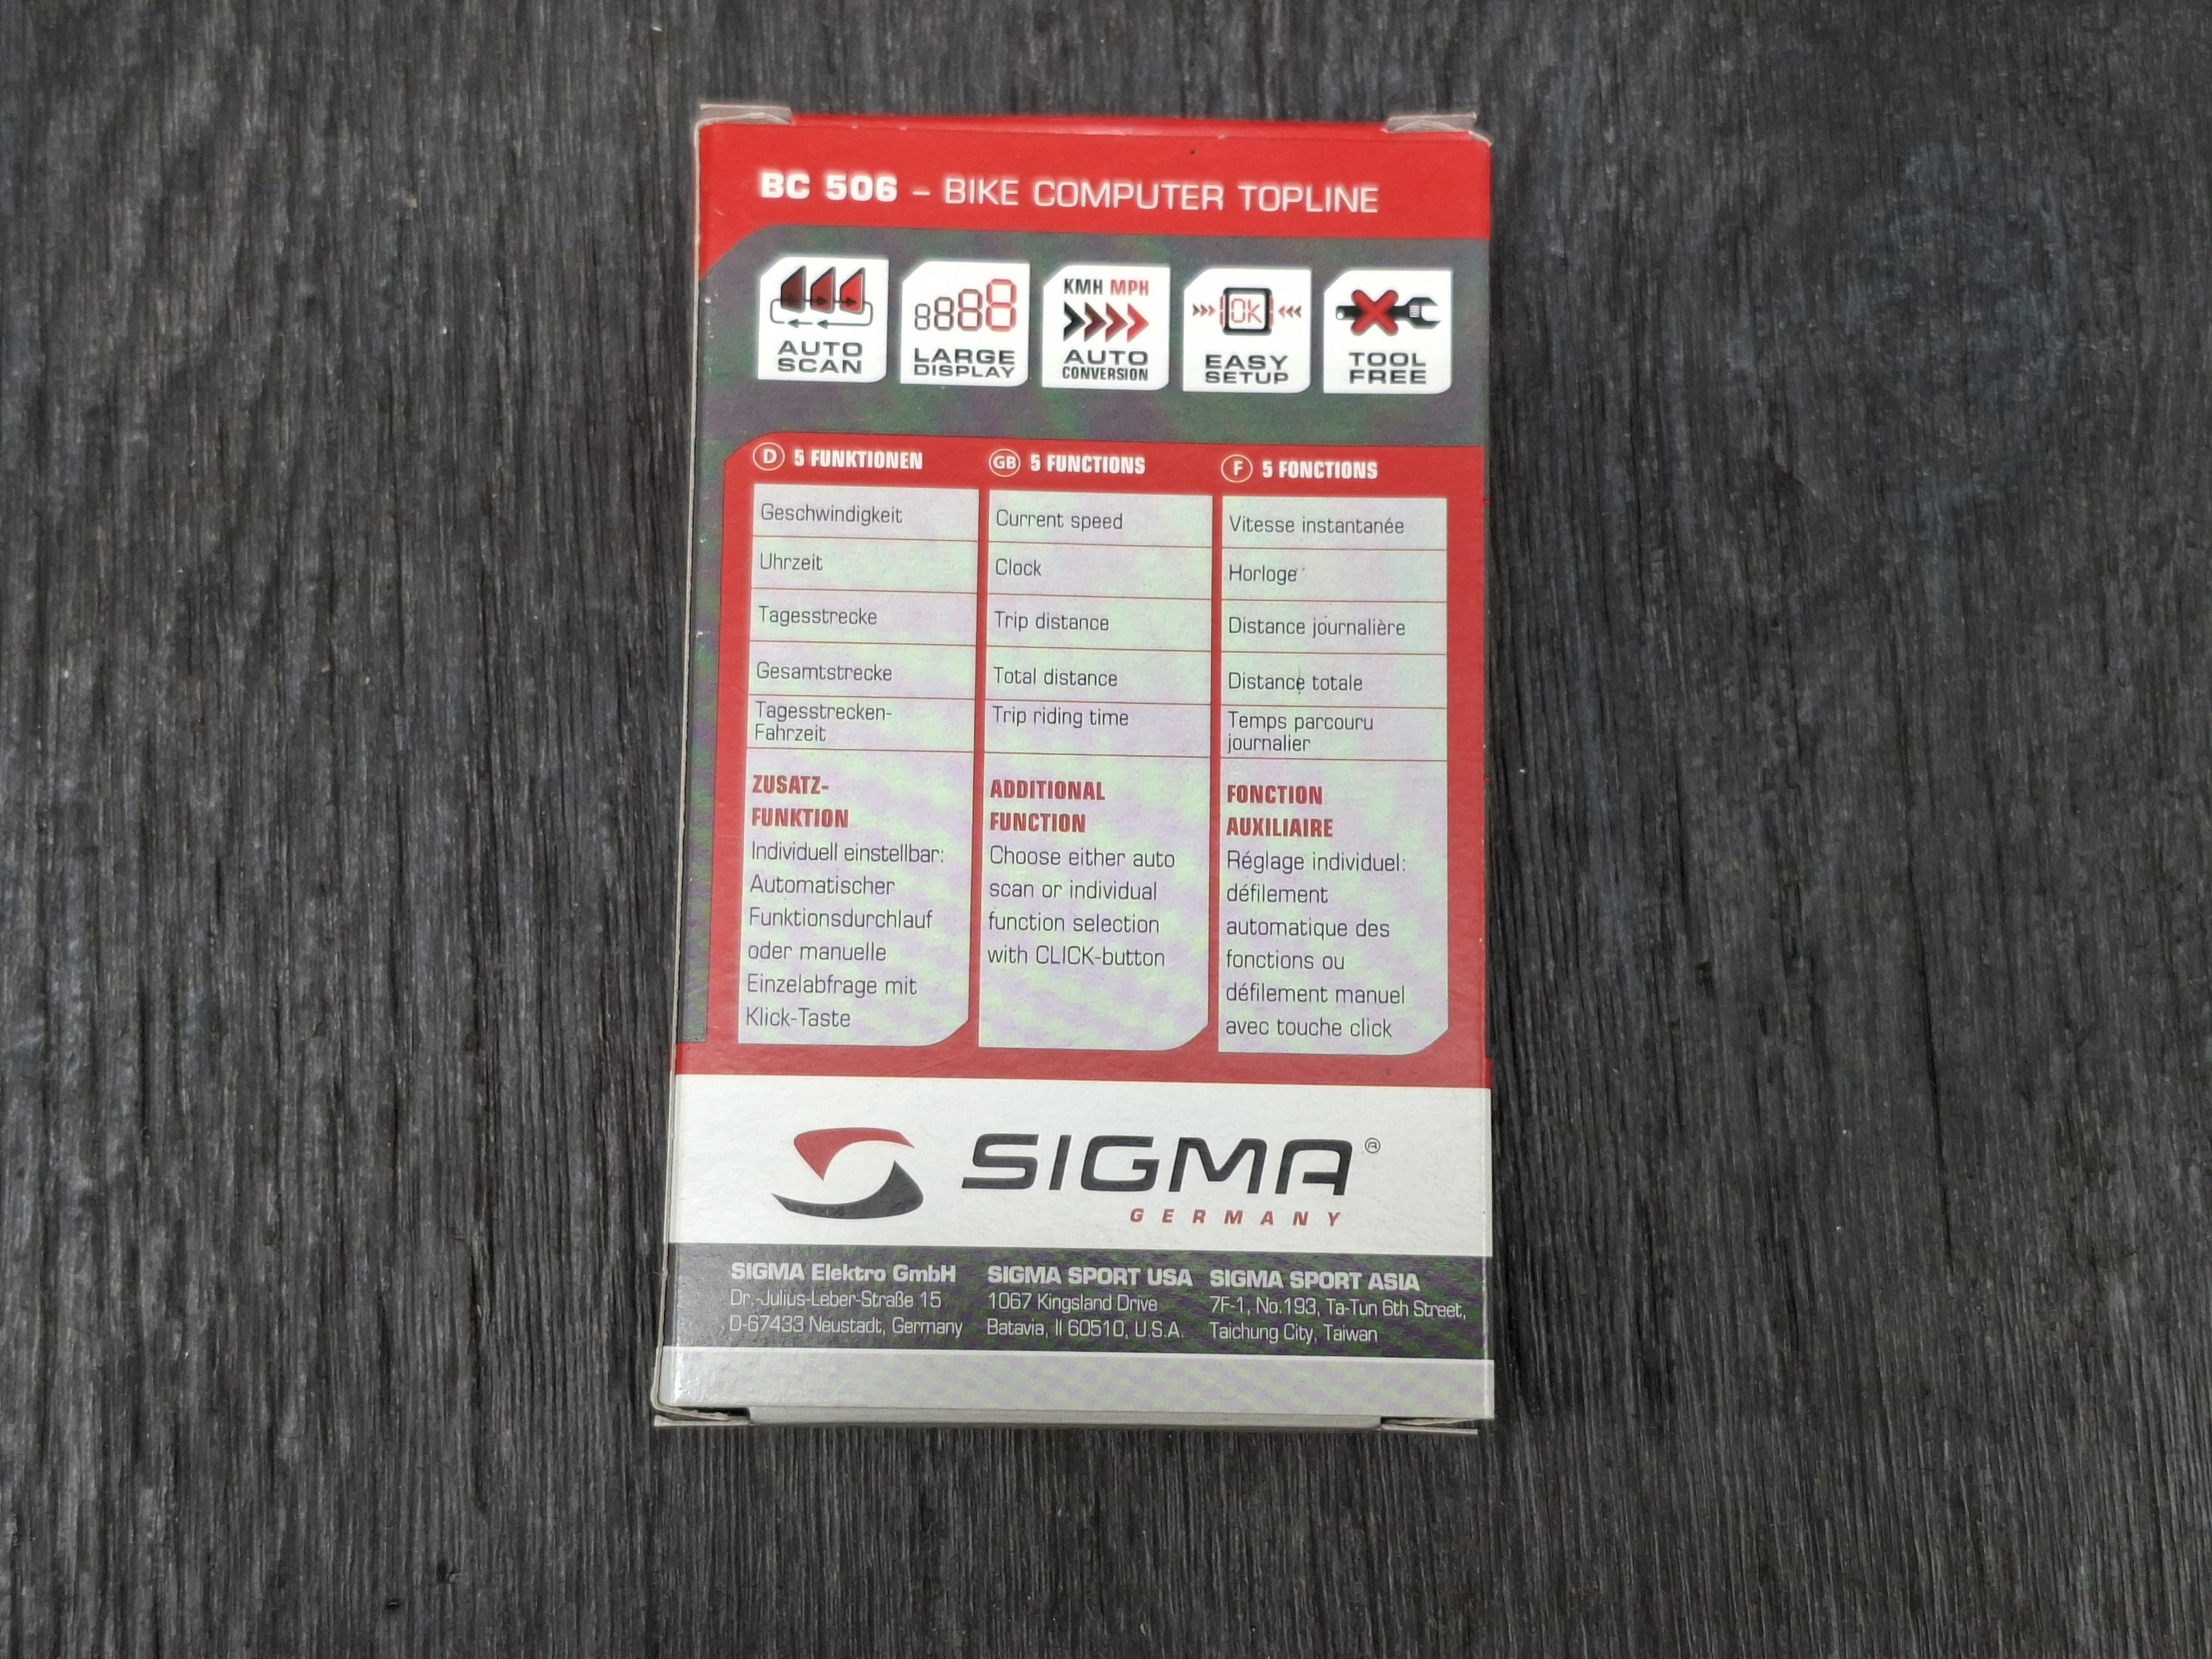 BC 506 – BIKE COMPUTER TOPLINE
AUTO
SCAN
8888
LARGE
DISPLAY
KMH MPH
AUTO
CONVERSION
OK
EASY
SETUP
TOOL
FREE
D 5 FUNKTIONEN
Geschwindigkeit
Uhrzeit
Tagesstrecke
Gesamtstrecke
Tagesstrecken-
Fahrzeit
ZUSATZ-
FUNKTION
Individuell einstellbar:
Automatischer
Funktionsdurchlauf
oder manuelle
Einzelabfrage mit
Klick-Taste
GB 5 FUNCTIONS
Current speed
Clock
Trip distance
Total distance
Trip riding time
ADDITIONAL
FUNCTION
Choose either auto
scan or individual
function selection
with CLICK-button
F 5 FONCTIONS
Vitesse instantanée
Horloge
Distance journalière
Distance totale
Temps parcouru
journalier
FONCTION
AUXILIAIRE
Réglage individuel:
défilement
automatique des
fonctions ou
défilement manuel
avec touche click
SIGMA®
GERMANY
SIGMA Elektro GmbH
Dr.-Julius-Leber-Straße 15
D-67433 Neustadt, Germany
SIGMA SPORT USA
1067 Kingsland Drive
Batavia, Il 60510, U.S.A.
SIGMA SPORT ASIA
7F-1, No.193, Ta-Tun 6th Street,
Taichung City, Taiwan